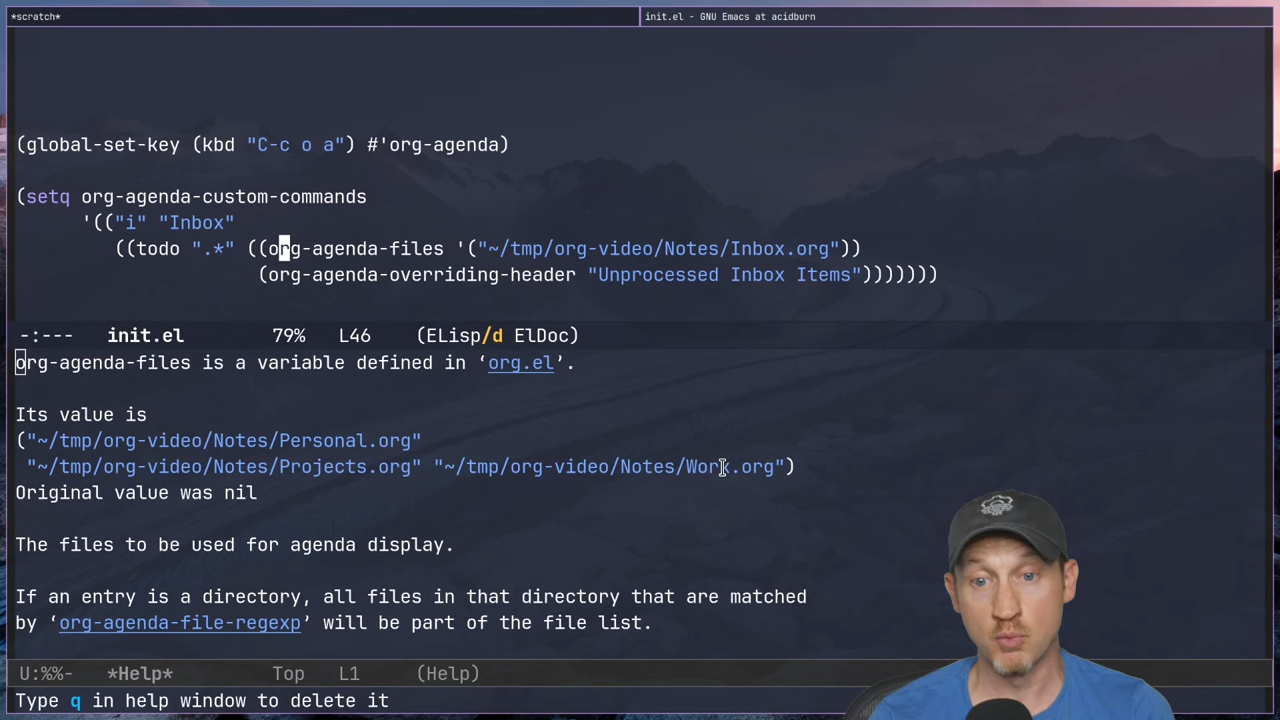 *scratch*
init.el - GNU Emacs at acidburn
(global-set-key (kbd "C-c o a") #'org-agenda)
(setq org-agenda-custom-commands
'(("i" "Inbox"
((todo ".*" ((org-agenda-files '("~/tmp/org-video/Notes/Inbox.org"))
(org-agenda-overriding-header "Unprocessed Inbox Items")))))))
-:--- init.el 79% L46 (ELisp/d ElDoc)
org-agenda-files is a variable defined in ‘org.el’.
Its value is
("~/tmp/org-video/Notes/Personal.org"
"~/tmp/org-video/Notes/Projects.org" "~/tmp/org-video/Notes/Work.org")
Original value was nil
The files to be used for agenda display.
If an entry is a directory, all files in that directory that are matched
by ‘org-agenda-file-regexp’ will be part of the file list.
U:%%- *Help* Top L1 (Help)
Type q in help window to delete it